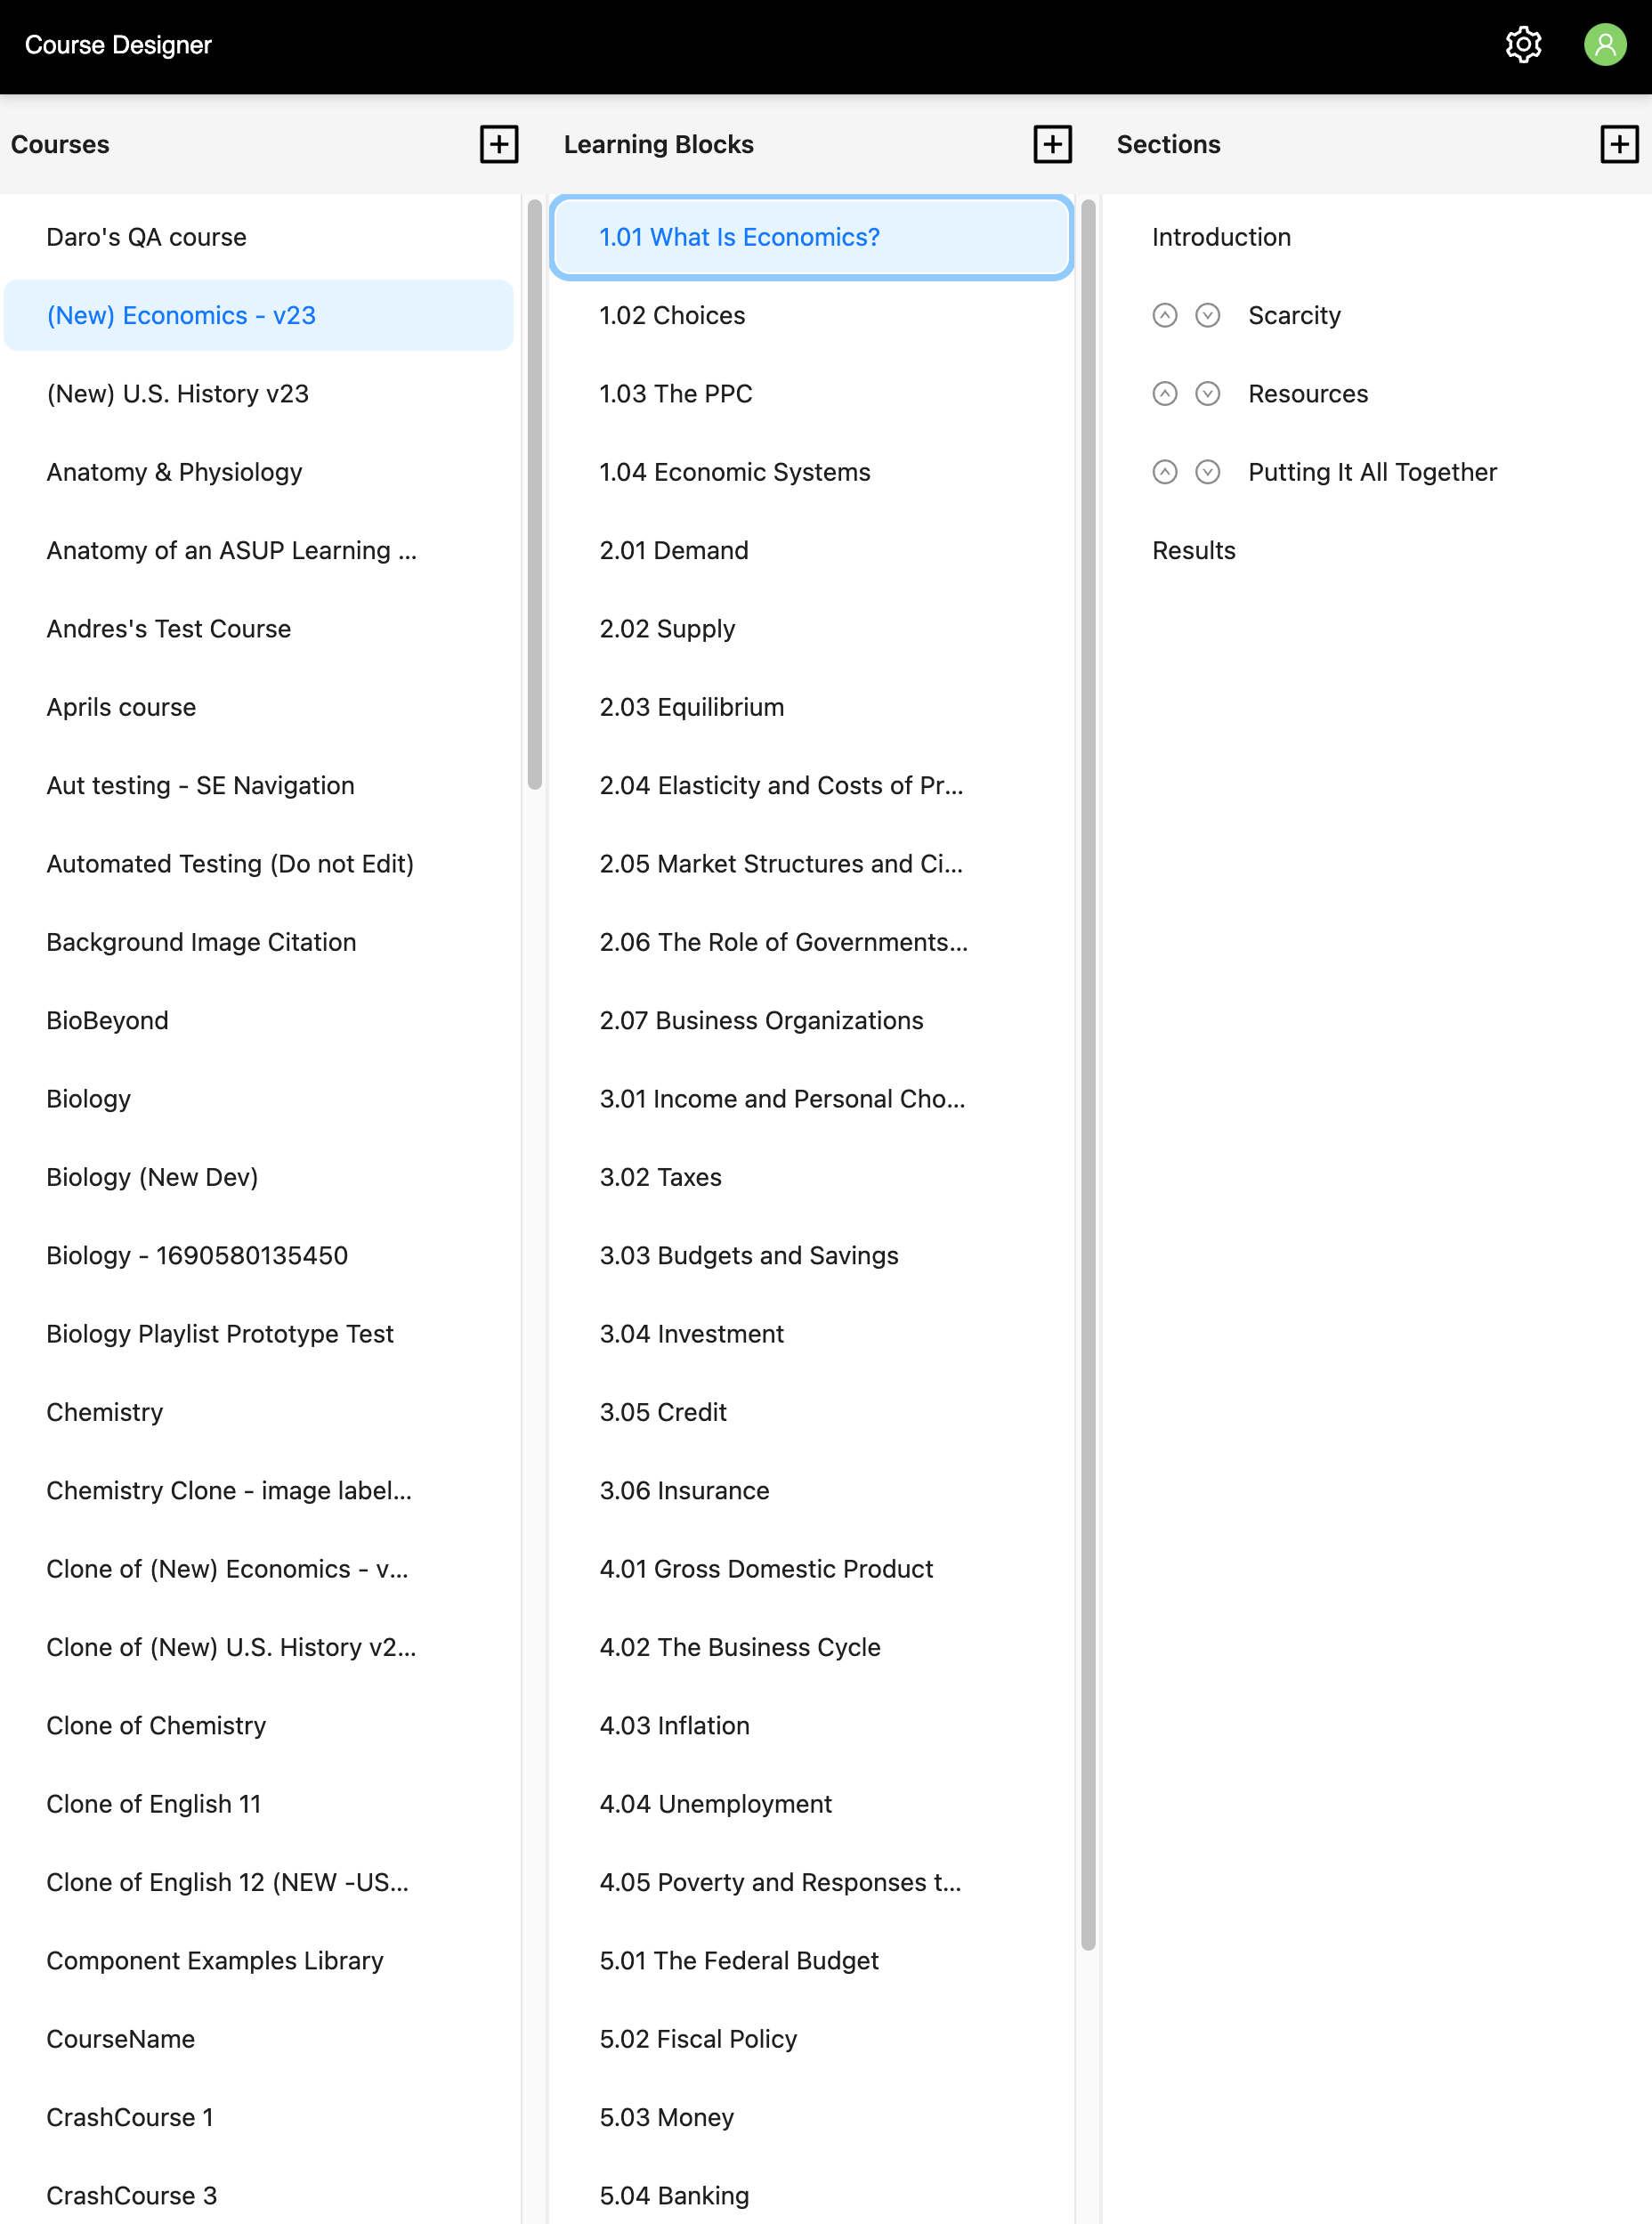 Course Designer
Courses
Learning Blocks
Sections
Daro's QA course
(New) Economics - v23
(New) U.S. History v23
Anatomy & Physiology
Anatomy of an ASUP Learning ...
Andres's Test Course
Aprils course
Aut testing - SE Navigation
Automated Testing (Do not Edit)
Background Image Citation
BioBeyond
Biology
Biology (New Dev)
Biology - 1690580135450
Biology Playlist Prototype Test
Chemistry
Chemistry Clone - image label...
Clone of (New) Economics - v...
Clone of (New) U.S. History v2...
Clone of Chemistry
Clone of English 11
Clone of English 12 (NEW -US...
Component Examples Library
CourseName
CrashCourse 1
CrashCourse 3
1.01 What Is Economics?
1.02 Choices
1.03 The PPC
1.04 Economic Systems
2.01 Demand
2.02 Supply
2.03 Equilibrium
2.04 Elasticity and Costs of Pr...
2.05 Market Structures and Ci...
2.06 The Role of Governments...
2.07 Business Organizations
3.01 Income and Personal Cho...
3.02 Taxes
3.03 Budgets and Savings
3.04 Investment
3.05 Credit
3.06 Insurance
4.01 Gross Domestic Product
4.02 The Business Cycle
4.03 Inflation
4.04 Unemployment
4.05 Poverty and Responses t...
5.01 The Federal Budget
5.02 Fiscal Policy
5.03 Money
5.04 Banking
Introduction
Scarcity
Resources
Putting It All Together
Results